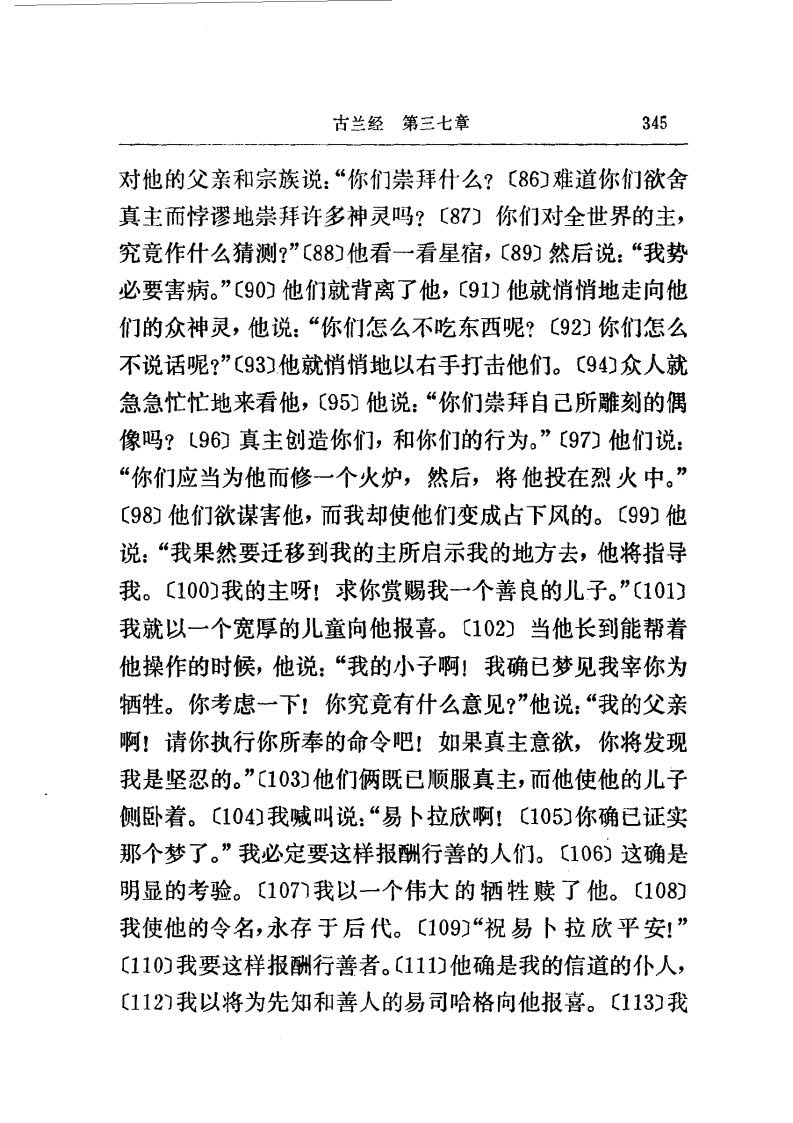 古兰经 第三七章 345
对他的父亲和宗族说：“你们崇拜什么？〔86〕难道你们欲舍
真主而悖谬地崇拜许多神灵吗？〔87〕你们对全世界的主，
究竟作什么猜测？”〔88〕他看一看星宿，〔89〕然后说：“我势
必要害病。”〔90〕他们就背离了他，〔91〕他就悄悄地走向他
们的众神灵，他说：“你们怎么不吃东西呢？〔92〕你们怎么
不说话呢？”〔93〕他就悄悄地以右手打击他们。〔94〕众人就
急急忙忙地来看他，〔95〕他说：“你们崇拜自己所雕刻的偶
像吗？〔96〕真主创造你们，和你们的行为。”〔97〕他们说：
“你们应当为他而修一个火炉，然后，将他投在烈火中。”
〔98〕他们欲谋害他，而我却使他们变成占下风的。〔99〕他
说：“我果然要迁移到我的主所启示我的地方去，他将指导
我。〔100〕我的主呀！求你赏赐我一个善良的儿子。”〔101〕
我就以一个宽厚的儿童向他报喜。〔102〕当他长到能帮着
他操作的时候，他说：“我的小子啊！我确已梦见我宰你为
牺牲。你考虑一下！你究竟有什么意见？”他说：“我的父亲
啊！请你执行你所奉的命令吧！如果真主意欲，你将发现
我是坚忍的。”〔103〕他们俩既已顺服真主，而他使他的儿子
侧卧着。〔104〕我喊叫说：“易卜拉欣啊！〔105〕你确已证实
那个梦了。”我必定要这样报酬行善的人们。〔106〕这确是
明显的考验。〔107〕我以一个伟大的牺牲赎了他。〔108〕
我使他的令名，永存于后代。〔109〕“祝易卜拉欣平安！”
〔110〕我要这样报酬行善者。〔111〕他确是我的信道的仆人，
〔112〕我以将为先知和善人的易司哈格向他报喜。〔113〕我